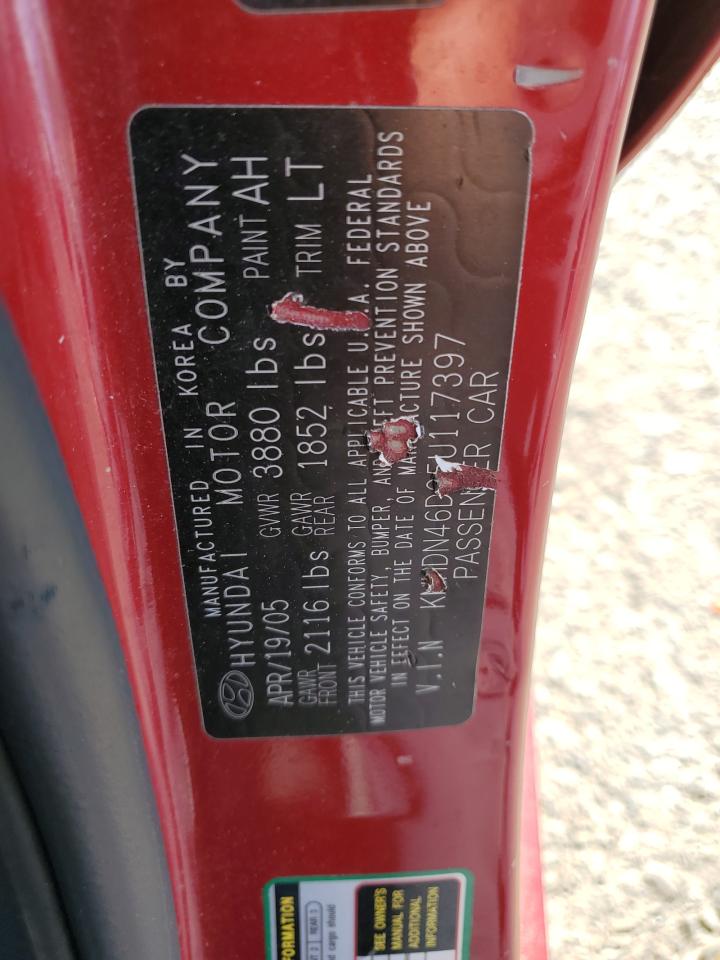 MANUFACTURED IN KOREA BY
HYUNDAI MOTOR COMPANY
APR/19/05 GVWR 3880 lbs PAINT AH
GAWR FRONT 2116 lbs GAWR REAR 1852 lbs TRIM LT
THIS VEHICLE CONFORMS TO ALL APPLICABLE U.S.A. FEDERAL
MOTOR VEHICLE SAFETY, BUMPER, AND THEFT PREVENTION STANDARDS
IN EFFECT ON THE DATE OF MANUFACTURE SHOWN ABOVE
V.I.N
PASSENGER CAR
SEE OWNER'S
MANUAL FOR
ADDITIONAL
INFORMATION
REAR
cargo should